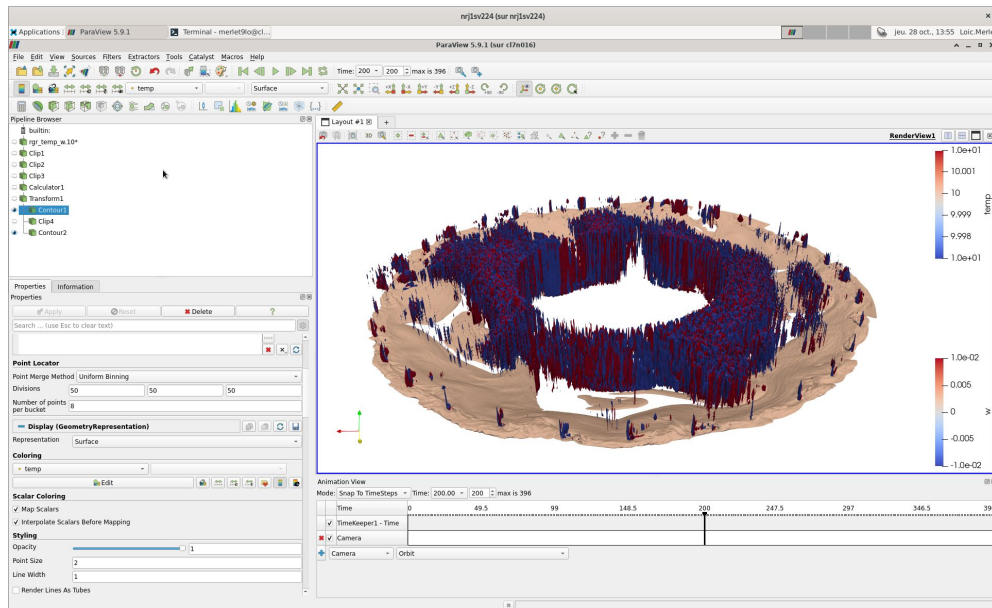 nrj1sv224 (sur nrj1sv224)
Applications ParaView 5.9.1 Terminal - merlet9lo@cl... jeu. 28 oct., 13:55 Loic.Merle
ParaView 5.9.1 (sur cl7n016)
File Edit View Sources Filters Extractors Tools Catalyst Macros Help
Time: 200 200 max is 396
temp Surface
Pipeline Browser
builtin:
rgr_temp_w.10*
Clip1
Clip2
Clip3
Calculator1
Transform1
Contour1
Clip4
Contour2
Properties Information
Properties
Apply Reset Delete ?
Search ... (use Esc to clear text)
Point Locator
Point Merge Method Uniform Binning
Divisions 50 50 50
Number of points per bucket 8
Display (GeometryRepresentation)
Representation Surface
Coloring
temp
Edit
Scalar Coloring
Map Scalars
Interpolate Scalars Before Mapping
Styling
Opacity 1
Point Size 2
Line Width 1
Render Lines As Tubes
Layout #1 +
3D
RenderView1
1.0e+01
10.001
10
9.999
9.998
1.0e+01
temp
1.0e-02
0.005
0
-0.005
-1.0e-02
w
Animation View
Mode: Snap To TimeSteps Time: 200.00 200 max is 396
Time 0 49.5 99 148.5 200 247.5 297 346.5 39
TimeKeeper1 - Time
Camera
Camera Orbit